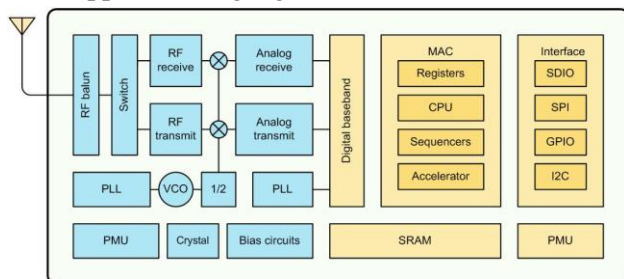 RF balun
Switch
RF
receive
Analog
receive
RF
transmit
Analog
transmit
PLL
VCO
1/2
PLL
Digital baseband
MAC
Registers
CPU
Sequencers
Accelerator
Interface
SDIO
SPI
GPIO
I2C
PMU
Crystal
Bias circuits
SRAM
PMU